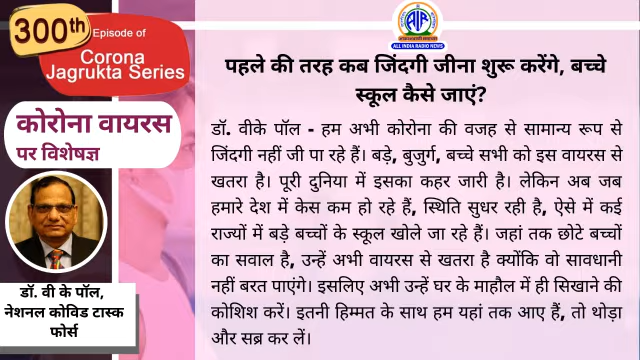 300th
Episode of
Corona
Jagrukta Series
कोरोना वायरस
पर विशेषज्ञ
डॉ. वी के पॉल,
नेशनल कोविड टास्क
फोर्स
AIR
ALL INDIA RADIO NEWS
पहले की तरह कब जिंदगी जीना शुरू करेंगे, बच्चे
स्कूल कैसे जाएं?
डॉ. वीके पॉल - हम अभी कोरोना की वजह से सामान्य रूप से
जिंदगी नहीं जी पा रहे हैं। बड़े, बुजुर्ग, बच्चे सभी को इस वायरस से
खतरा है। पूरी दुनिया में इसका कहर जारी है। लेकिन अब जब
हमारे देश में केस कम हो रहे हैं, स्थिति सुधर रही है, ऐसे में कई
राज्यों में बड़े बच्चों के स्कूल खोले जा रहे हैं। जहां तक छोटे बच्चों
का सवाल है, उन्हें अभी वायरस से खतरा है क्योंकि वो सावधानी
नहीं बरत पाएंगे। इसलिए अभी उन्हें घर के माहौल में ही सिखाने की
कोशिश करें। इतनी हिम्मत के साथ हम यहां तक आए हैं, तो थोड़ा
और सब्र कर लें।